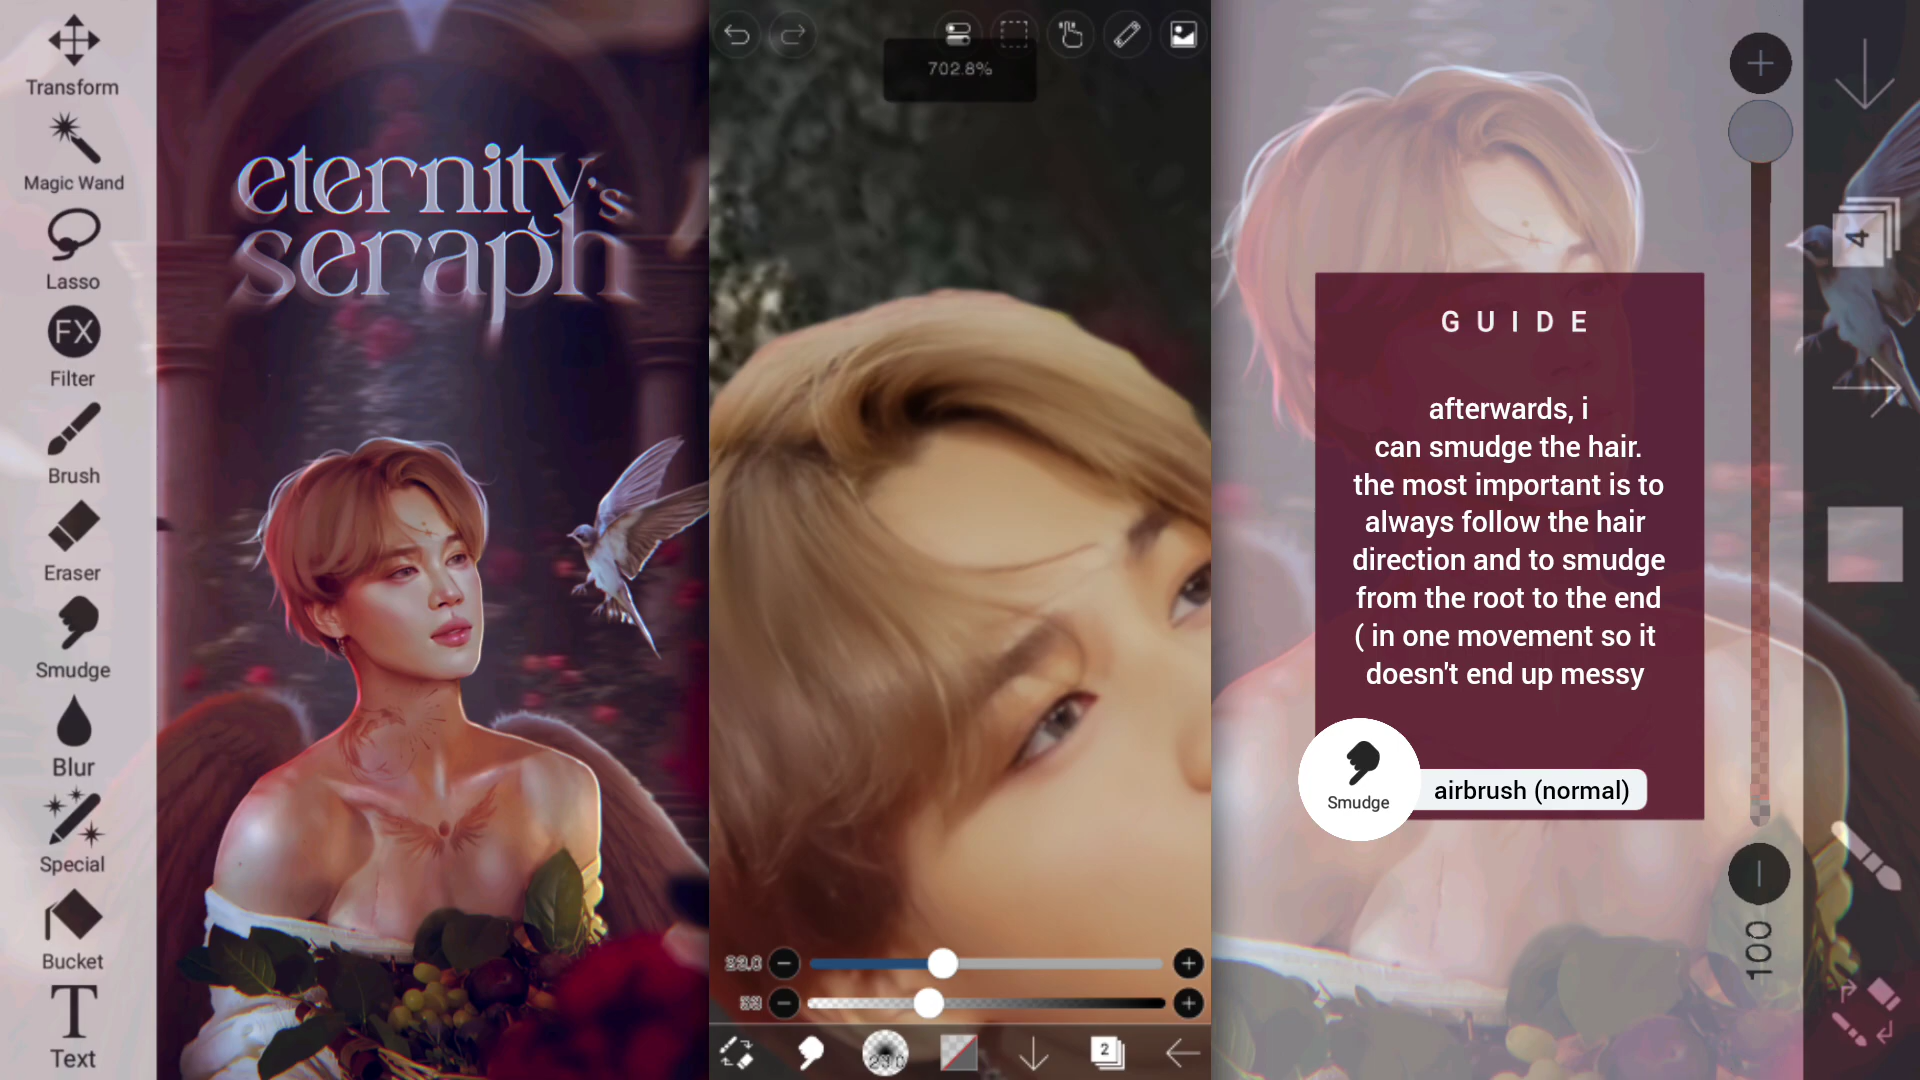 Transform
Magic Wand
Lasso
FX
Filter
Brush
Eraser
Smudge
Blur
Special
Bucket
T
Text
eternity's
seraph
702.8%
2
GUIDE
afterwards, i
can smudge the hair.
the most important is to
always follow the hair
direction and to smudge
from the root to the end
( in one movement so it
doesn't end up messy
Smudge
airbrush (normal)
4
100